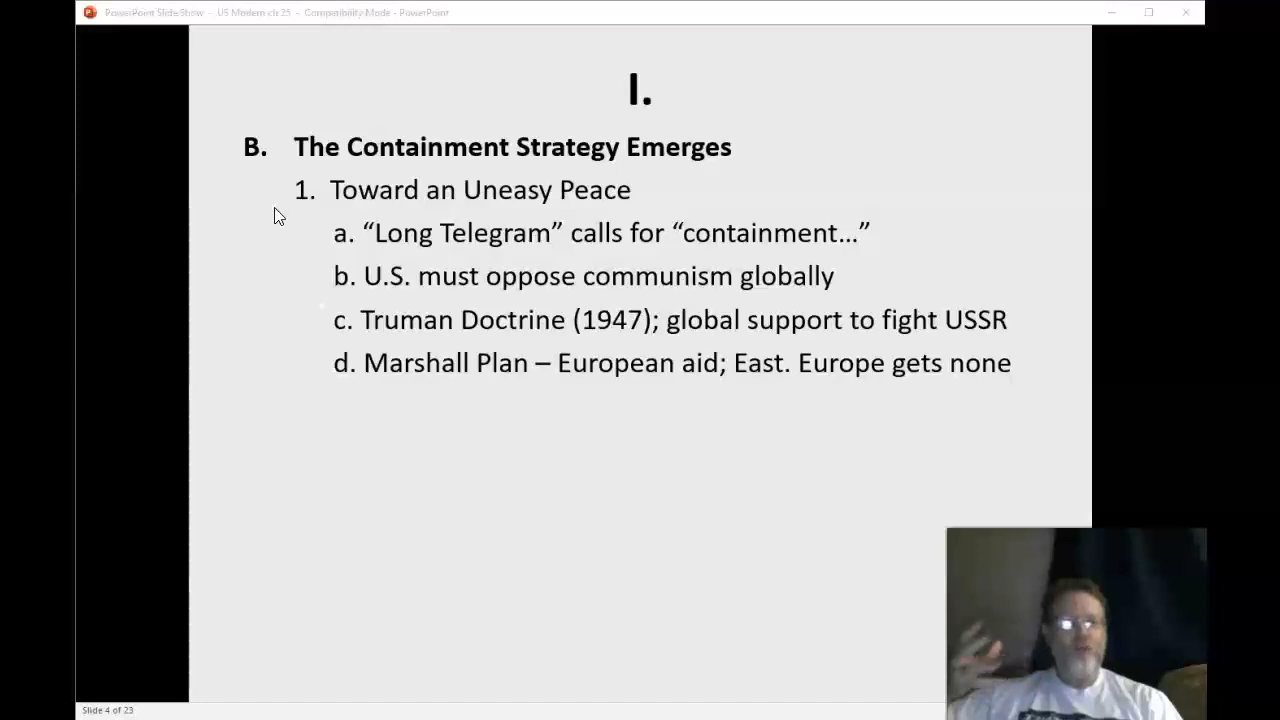 PowerPoint Slide Show - US Modern ch 25 - Compatibility Mode - PowerPoint
I.
B. The Containment Strategy Emerges
1. Toward an Uneasy Peace
a. “Long Telegram” calls for “containment…”
b. U.S. must oppose communism globally
c. Truman Doctrine (1947); global support to fight USSR
d. Marshall Plan – European aid; East. Europe gets none
Slide 4 of 23